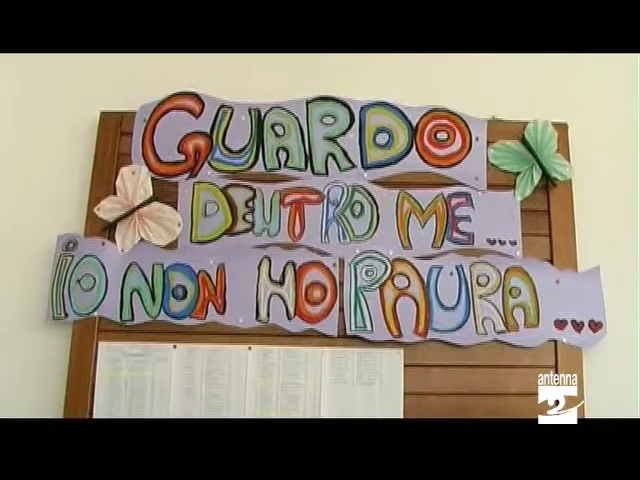 GUARDO
DENTRO ME...
iO NON HO PAURA...
antenna
2